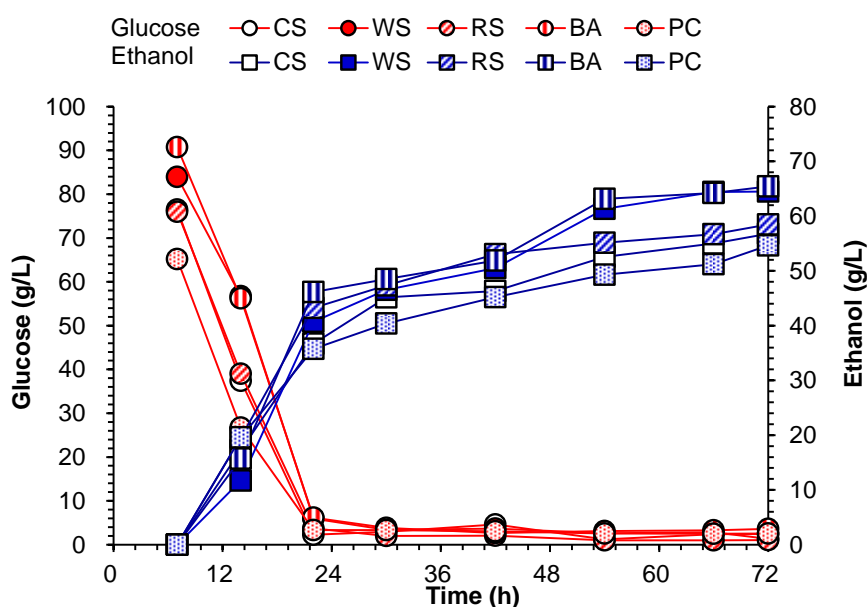 Glucose CS WS RS BA PC
Ethanol CS WS RS BA PC
100 80
90
80 70
70 60
60 50
50 40
40 30
30
20 20
10 10
0 0
0 12 24 36 48 60 72
Glucose (g/L)
Ethanol (g/L)
Time (h)